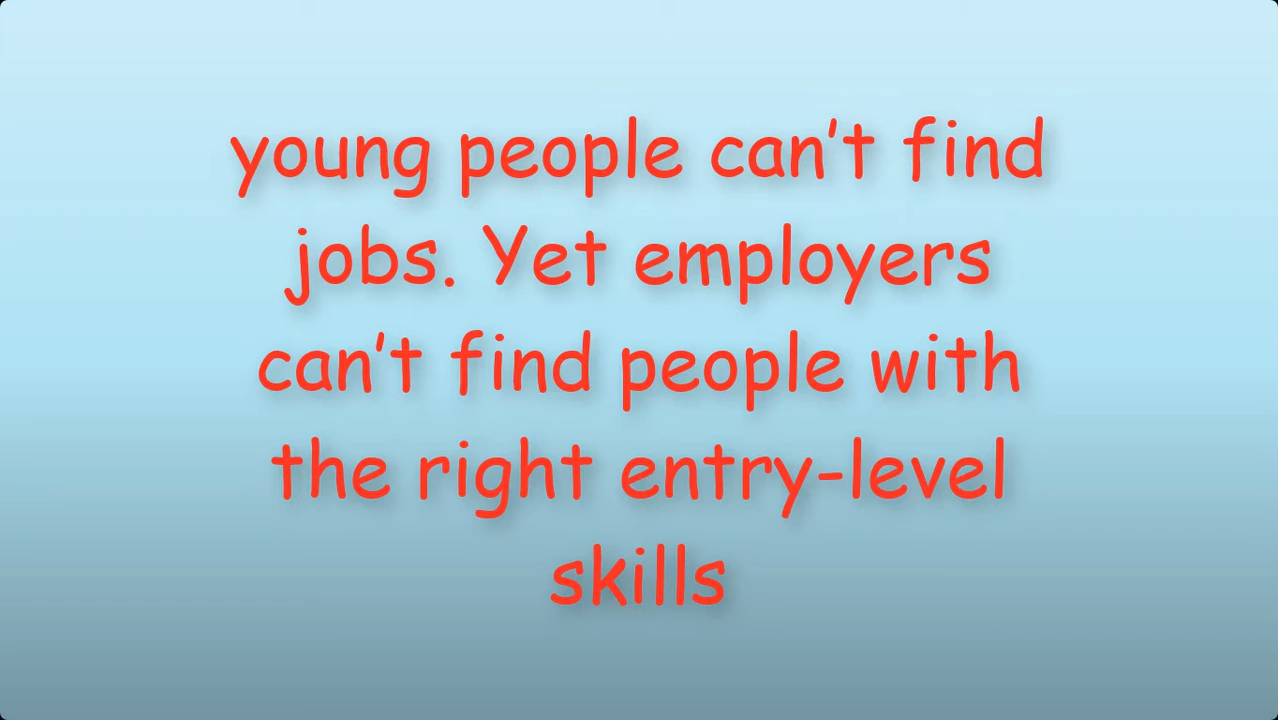 young people can't find
jobs. Yet employers
can't find people with
the right entry-level
skills